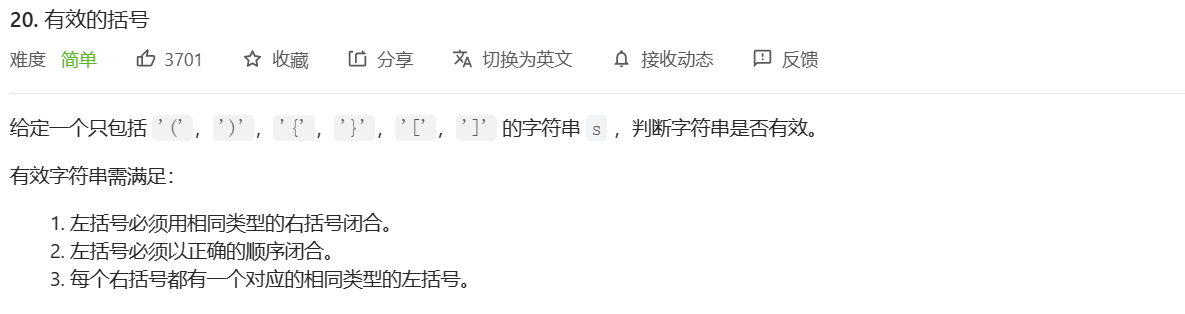 20. 有效的括号
难度 简单 3701 收藏 分享 切换为英文 接收动态 反馈
给定一个只包括 '('，')'，'{'，'}'，'['，']' 的字符串 s ，判断字符串是否有效。
有效字符串需满足：
1. 左括号必须用相同类型的右括号闭合。
2. 左括号必须以正确的顺序闭合。
3. 每个右括号都有一个对应的相同类型的左括号。